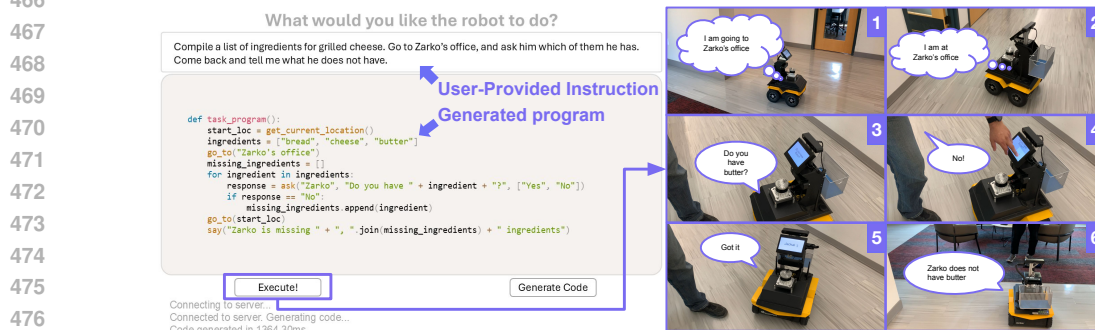 466
467
468
469
470
471
472
473
474
475
476
What would you like the robot to do?
Compile a list of ingredients for grilled cheese. Go to Zarko's office, and ask him which of them he has.
Come back and tell me what he does not have.
User-Provided Instruction
Generated program
def task_program():
    start_loc = get_current_location()
    ingredients = ["bread", "cheese", "butter"]
    go_to("Zarko's office")
    missing_ingredients = []
    for ingredient in ingredients:
        response = ask("Zarko", "Do you have " + ingredient + "?", ["Yes", "No"])
        if response == "No":
            missing_ingredients.append(ingredient)
    go_to(start_loc)
    say("Zarko is missing " + ", ".join(missing_ingredients) + " ingredients")
Execute!
Generate Code
Connecting to server...
Connected to server. Generating code...
Code generated in 1264.30ms
1
I am going to
Zarko's office
2
I am at
Zarko's office
3
Do you
have
butter?
4
No!
5
Got it
6
Zarko does not
have butter